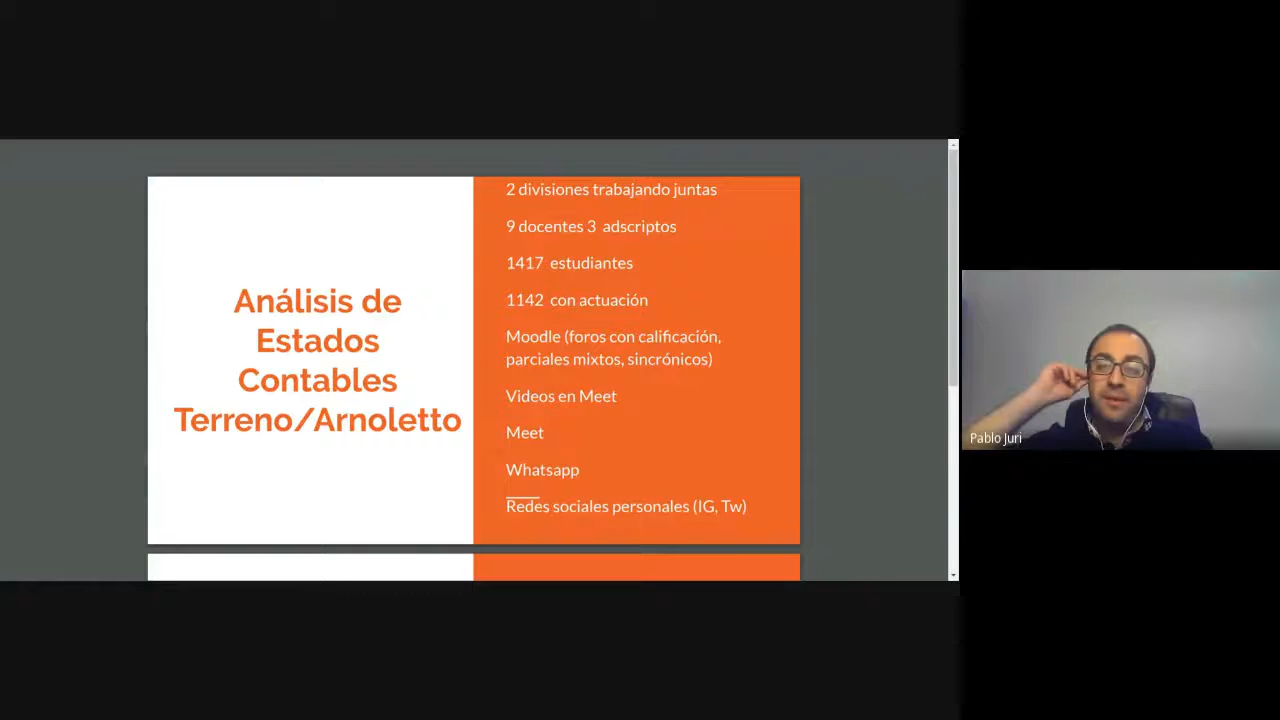 Análisis de
Estados
Contables
Terreno/Arnoletto
2 divisiones trabajando juntas
9 docentes 3 adscriptos
1417 estudiantes
1142 con actuación
Moodle (foros con calificación,
parciales mixtos, sincrónicos)
Videos en Meet
Meet
Whatsapp
Redes sociales personales (IG, Tw)
Pablo Juri